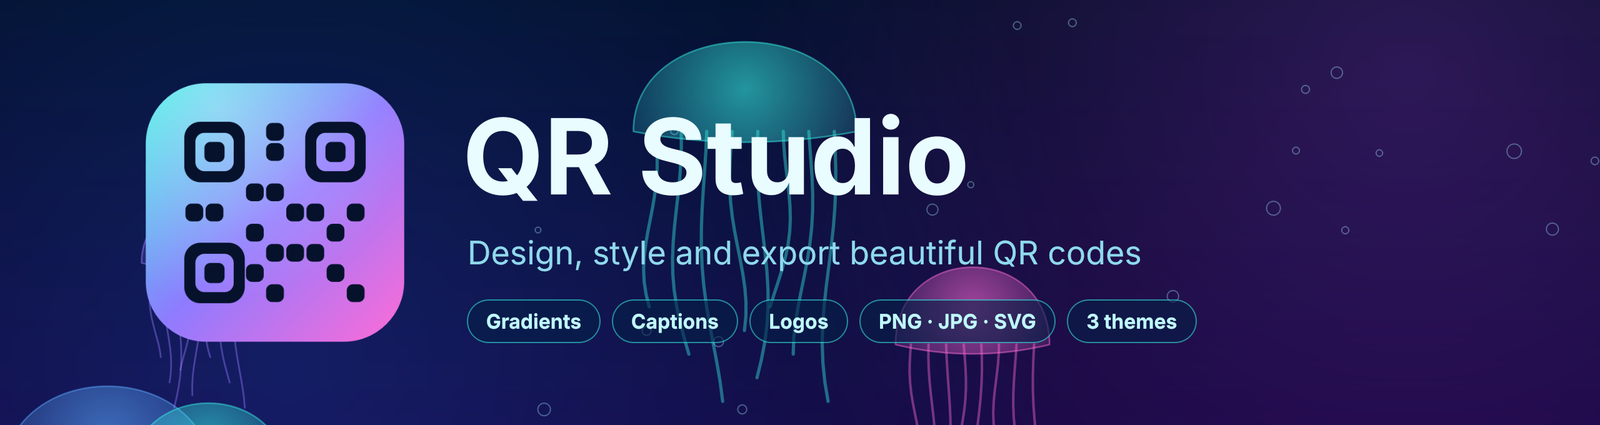 QR Studio
Design, style and export beautiful QR codes
Gradients Captions Logos PNG · JPG · SVG 3 themes